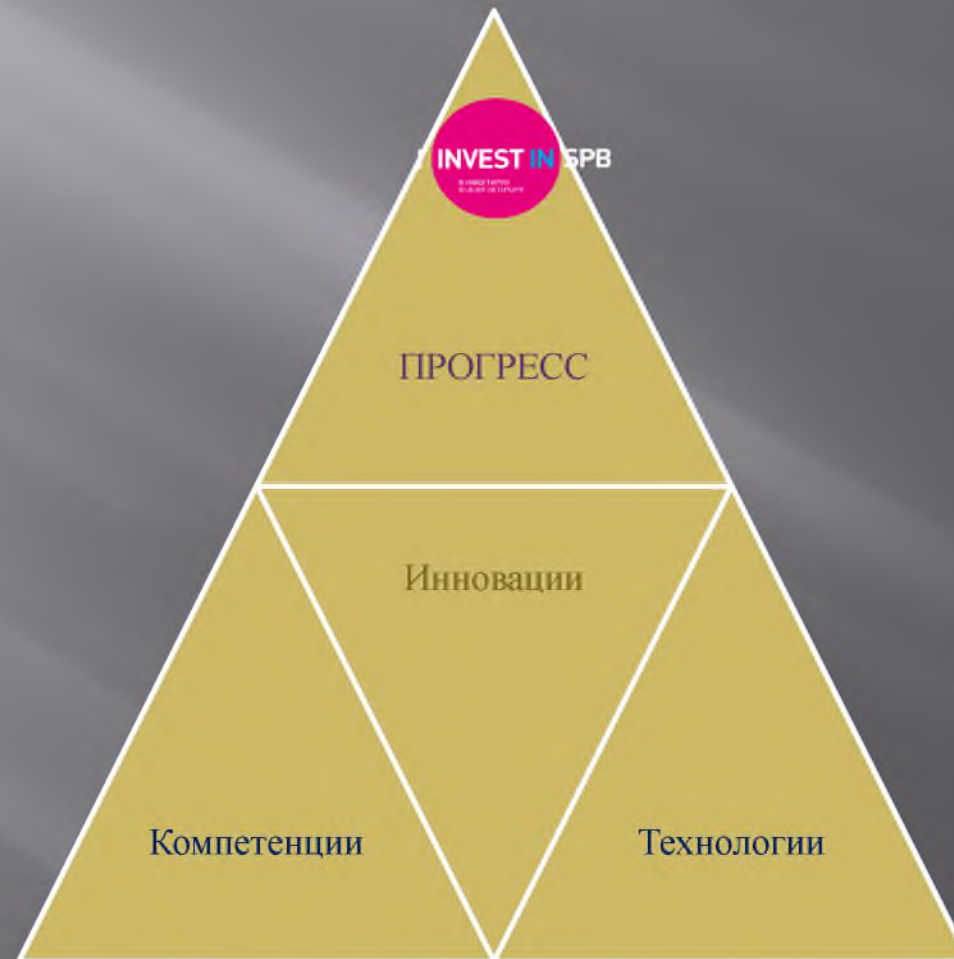 INVEST IN SPB
ПРОГРЕСС
Инновации
Компетенции
Технологии